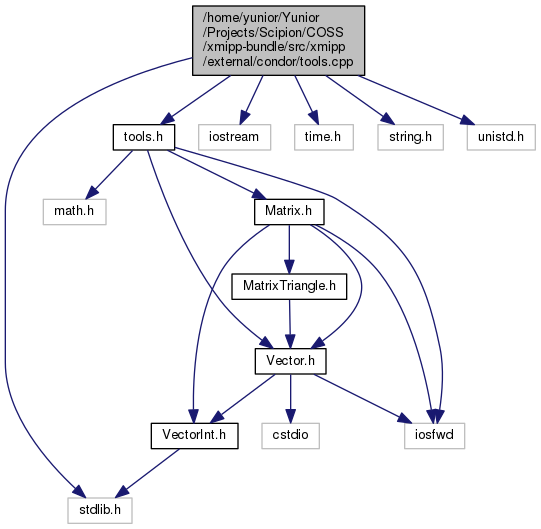 /home/yunior/Yunior
/Projects/Scipion/COSS
/xmipp-bundle/src/xmipp
/external/condor/tools.cpp
tools.h
iostream
time.h
string.h
unistd.h
math.h
Matrix.h
MatrixTriangle.h
Vector.h
VectorInt.h
cstdio
iosfwd
stdlib.h